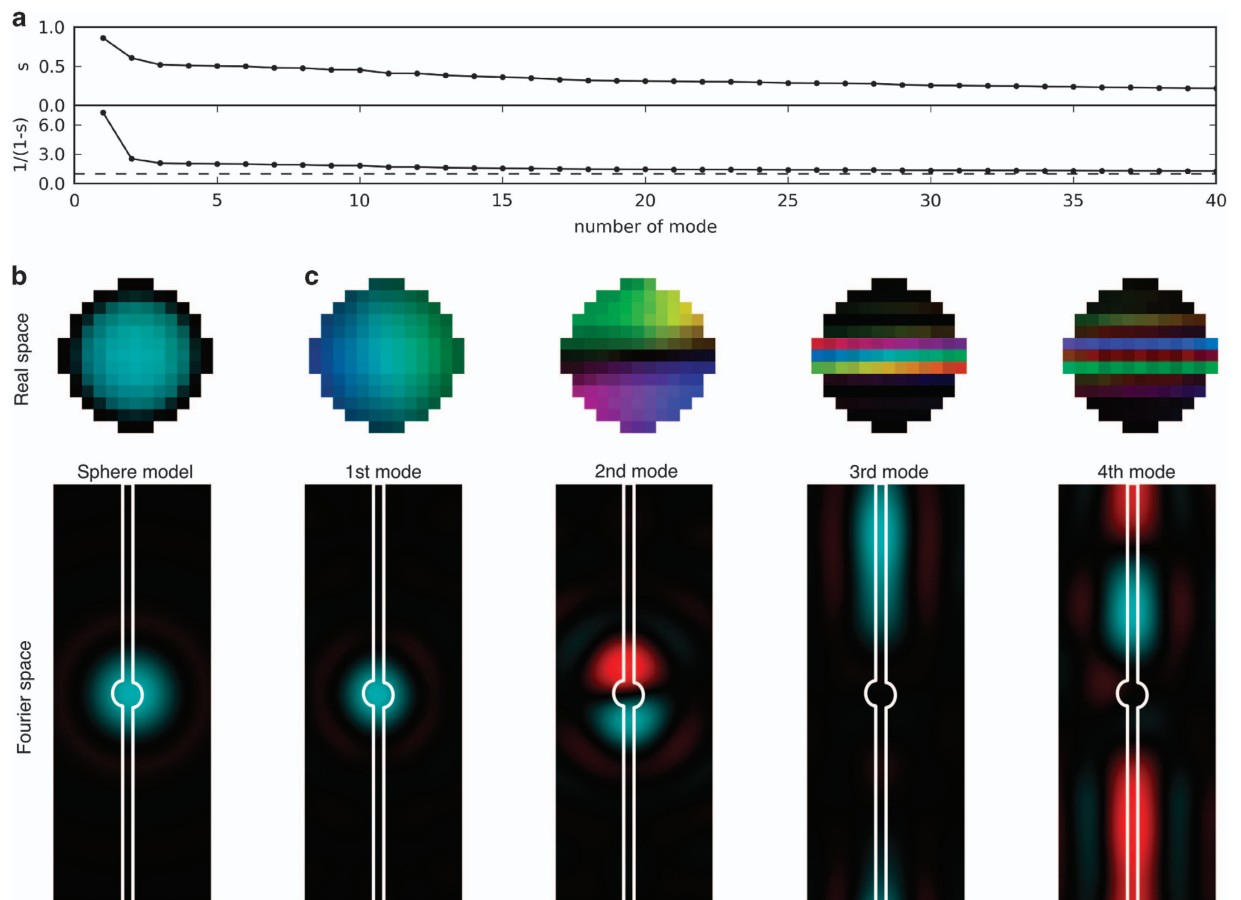 a
1.0
s
0.5
0.0
6.0
1/(1-s)
3.0
0.0
0 5 10 15 20 25 30 35 40
number of mode
b c
Real space
Sphere model 1st mode 2nd mode 3rd mode 4th mode
Fourier space